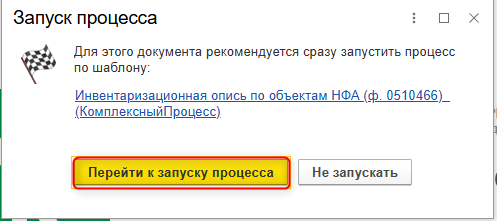 Запуск процесса
Для этого документа рекомендуется сразу запустить процесс
по шаблону:
Инвентаризационная опись по объектам НФА (ф. 0510466)
(КомплексныйПроцесс)
Перейти к запуску процесса
Не запускать